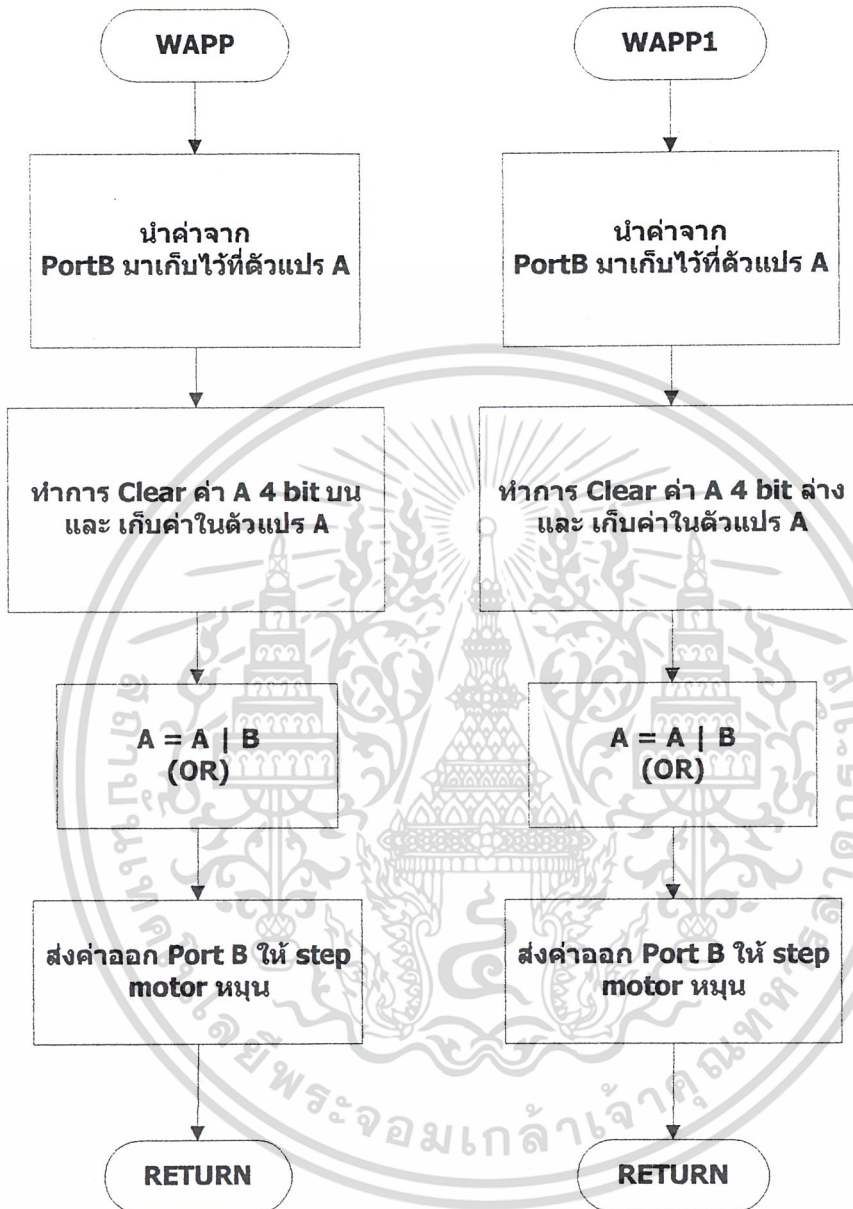 WAPP
นำค่าจาก
PortB มาเก็บไว้ที่ตัวแปร A
ทำการ Clear ค่า A 4 bit บน
และ เก็บค่าในตัวแปร A
A = A | B
(OR)
ส่งค่าออก Port B ให้ step
motor หมุน
RETURN
WAPP1
นำค่าจาก
PortB มาเก็บไว้ที่ตัวแปร A
ทำการ Clear ค่า A 4 bit ล่าง
และ เก็บค่าในตัวแปร A
A = A | B
(OR)
ส่งค่าออก Port B ให้ step
motor หมุน
RETURN